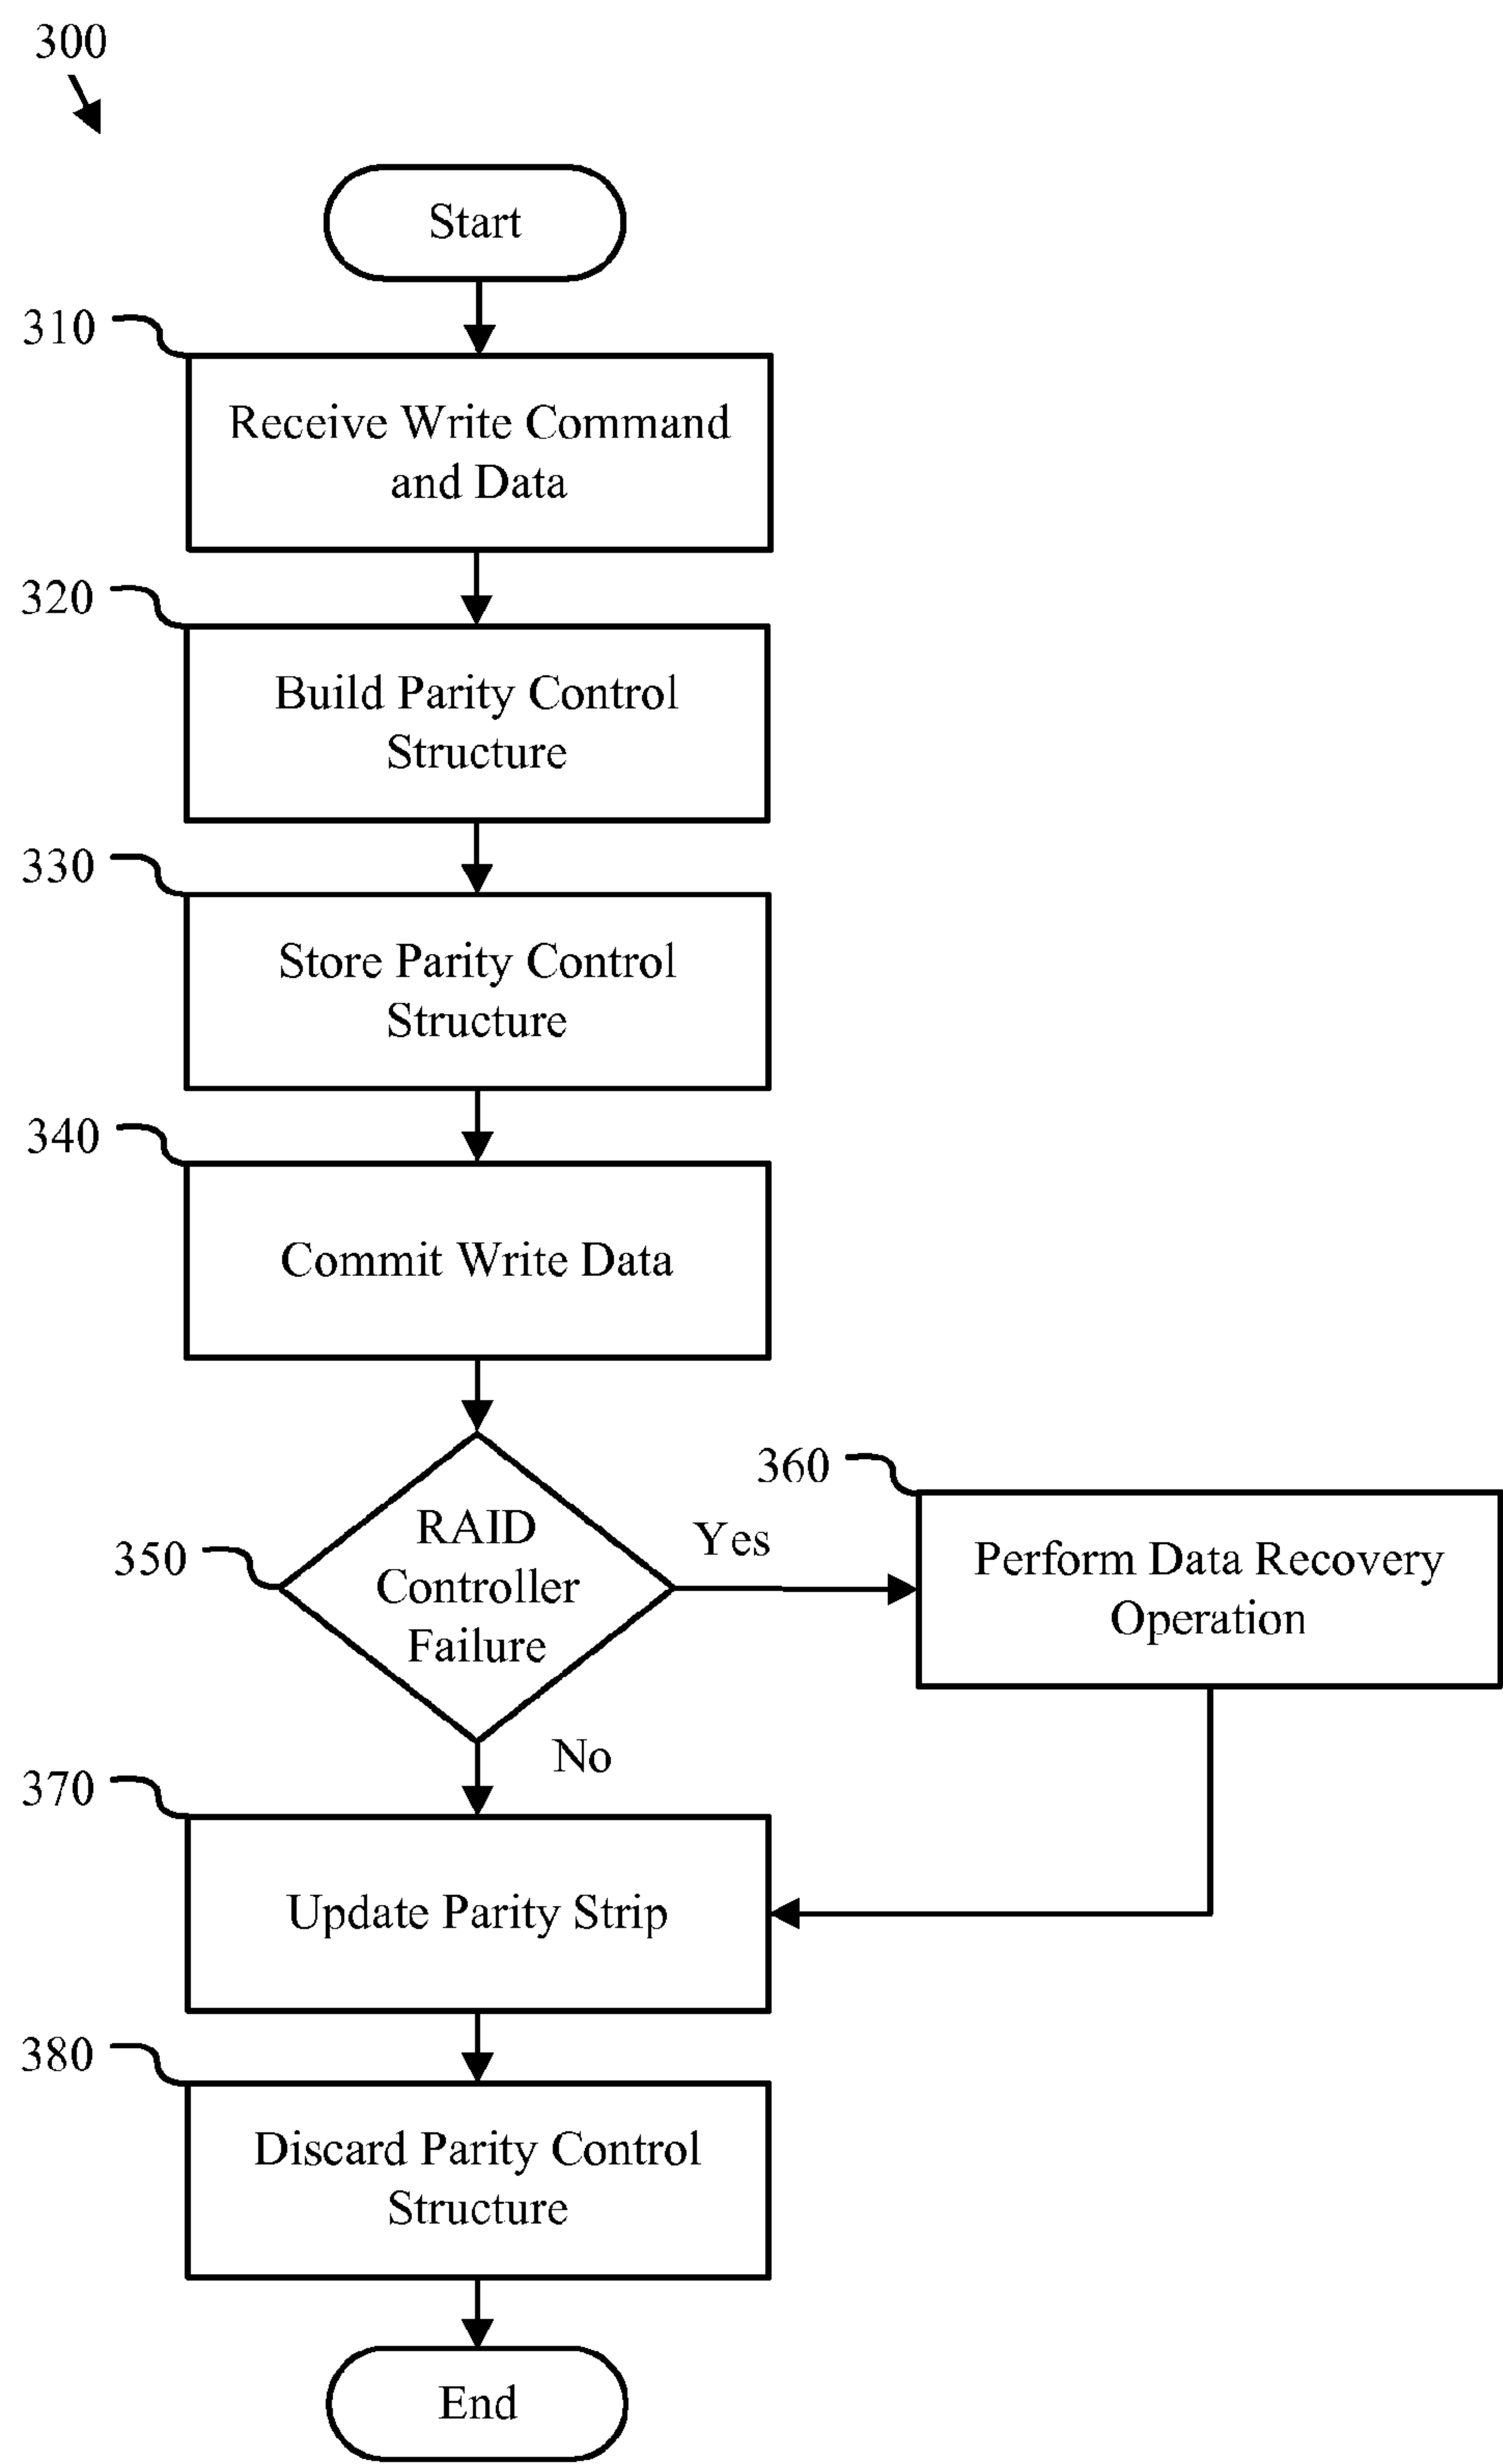 300
Start
310
Receive Write Command
and Data
320
Build Parity Control
Structure
330
Store Parity Control
Structure
340
Commit Write Data
350
RAID
Controller
Failure
Yes
360
Perform Data Recovery
Operation
No
370
Update Parity Strip
380
Discard Parity Control
Structure
End